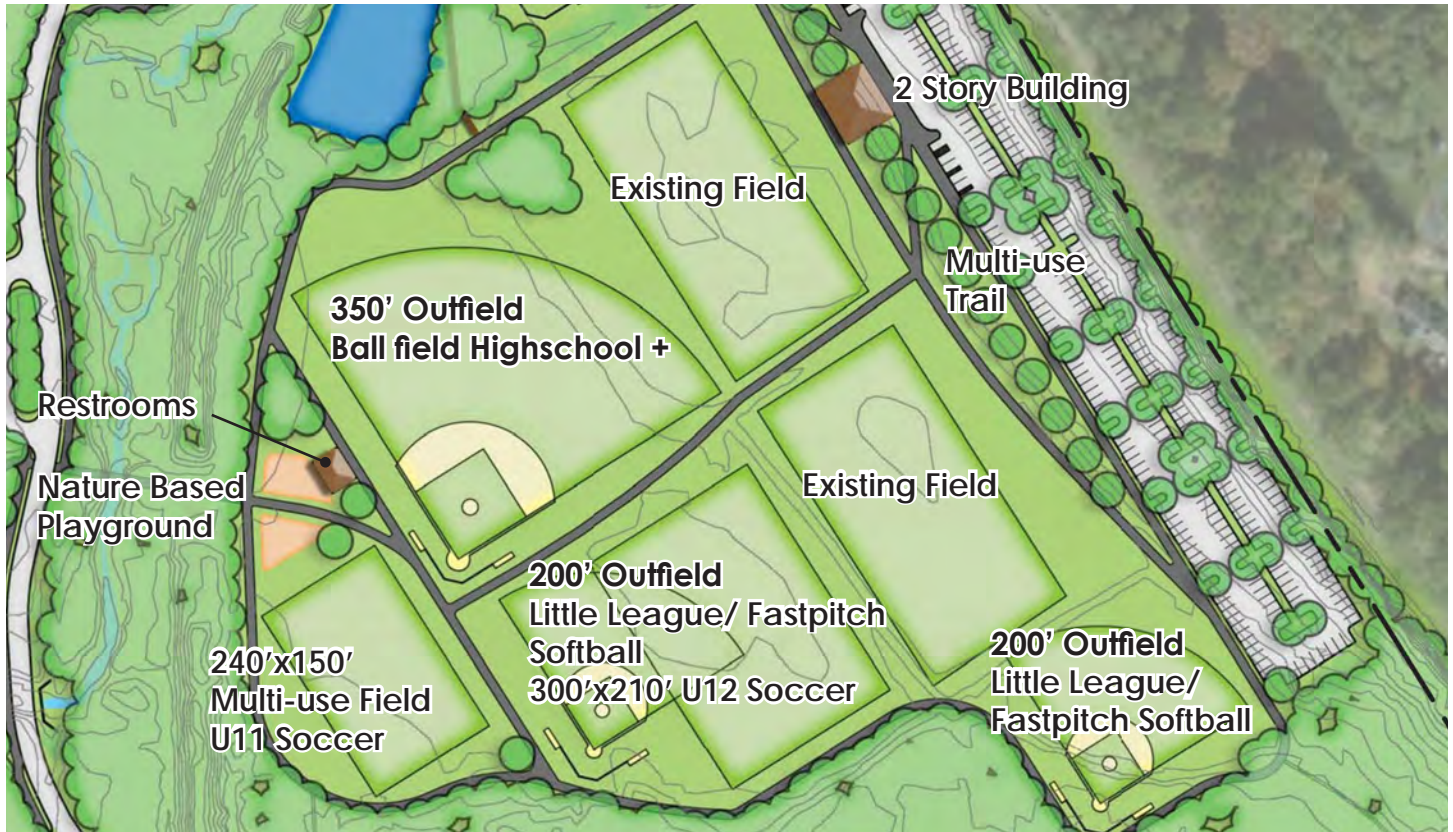 2 Story Building
Existing Field
Multi-use
Trail
350’ Outfield
Ball field Highschool +
Restrooms
Nature Based
Playground
Existing Field
200’ Outfield
Little League/ Fastpitch
Softball
300’x210’ U12 Soccer
240’x150’
Multi-use Field
U11 Soccer
200’ Outfield
Little League/
Fastpitch Softball